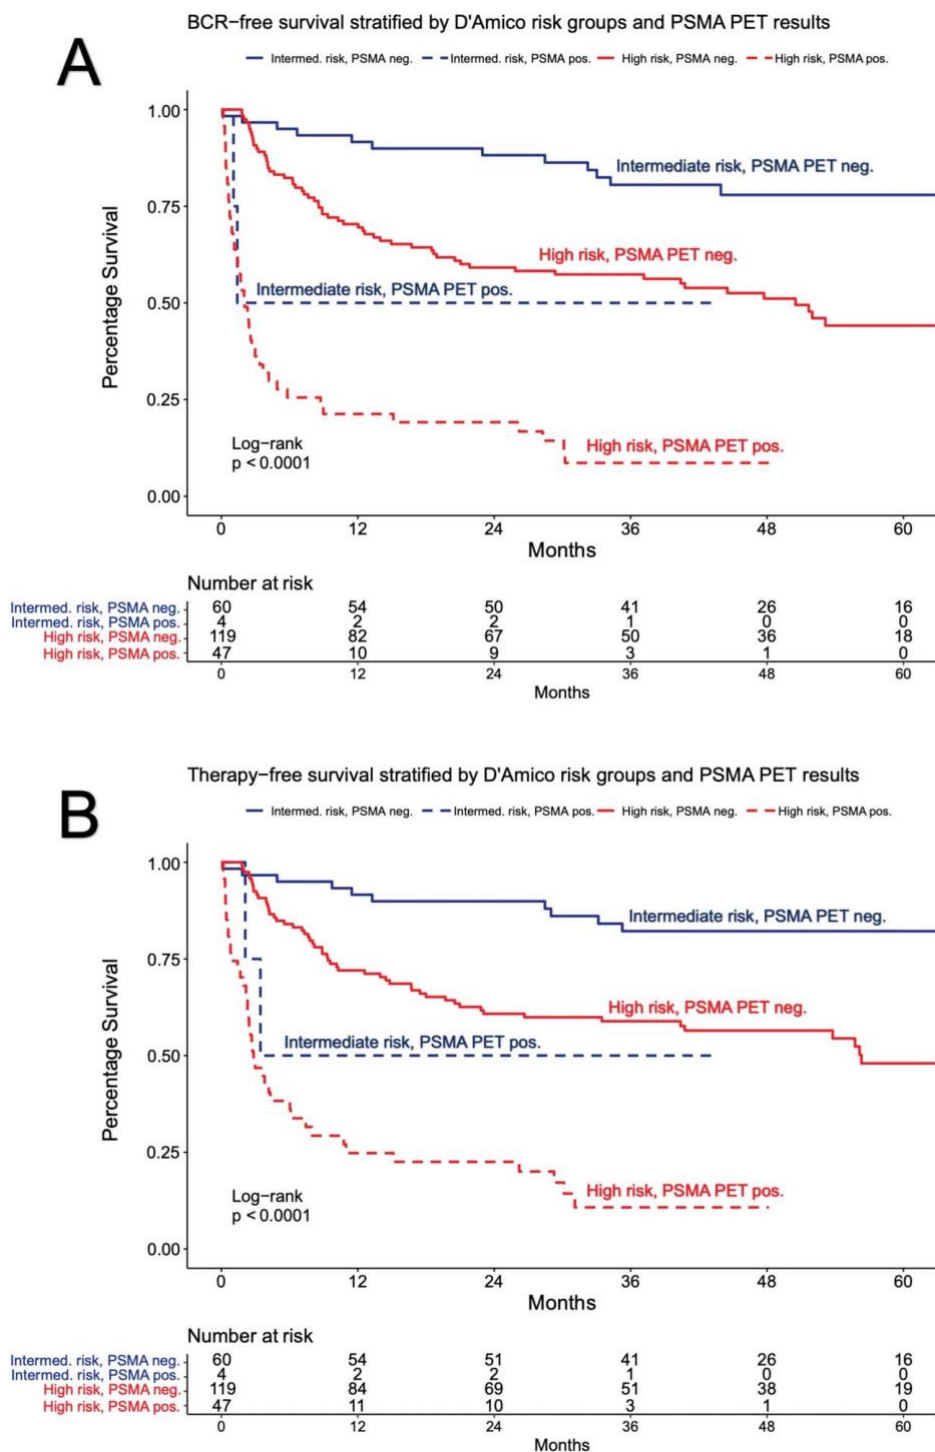 BCR-free survival stratified by D'Amico risk groups and PSMA PET results
A
Intermed. risk, PSMA neg. Intermed. risk, PSMA pos. High risk, PSMA neg. High risk, PSMA pos.
1.00
Intermediate risk, PSMA PET neg.
0.75
High risk, PSMA PET neg.
Intermediate risk, PSMA PET pos.
0.50
Percentage Survival
0.25
High risk, PSMA PET pos.
Log-rank
p < 0.0001
0.00
0 12 24 36 48 60
Months
Number at risk
Intermed. risk, PSMA neg. 60 54 50 41 26 16
Intermed. risk, PSMA pos. 4 2 2 1 0 0
High risk, PSMA neg. 119 82 67 50 36 18
High risk, PSMA pos. 47 10 9 3 1 0
0 12 24 36 48 60
Months
Therapy-free survival stratified by D'Amico risk groups and PSMA PET results
B
Intermed. risk, PSMA neg. Intermed. risk, PSMA pos. High risk, PSMA neg. High risk, PSMA pos.
1.00
Intermediate risk, PSMA PET neg.
0.75
High risk, PSMA PET neg.
Intermediate risk, PSMA PET pos.
0.50
Percentage Survival
0.25
High risk, PSMA PET pos.
Log-rank
p < 0.0001
0.00
0 12 24 36 48 60
Months
Number at risk
Intermed. risk, PSMA neg. 60 54 51 41 26 16
Intermed. risk, PSMA pos. 4 2 2 1 0 0
High risk, PSMA neg. 119 84 69 51 38 19
High risk, PSMA pos. 47 11 10 3 1 0
0 12 24 36 48 60
Months